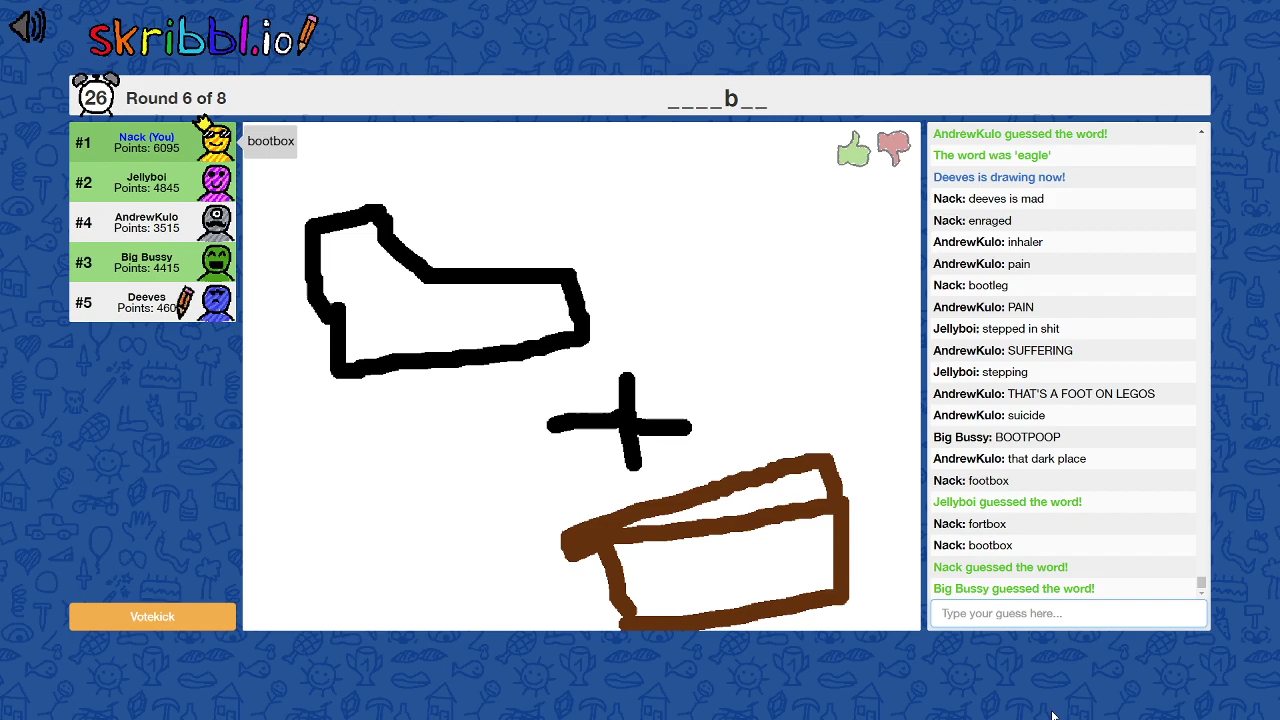 skribbl.io
26
Round 6 of 8
____b__
#1
Nack (You)
Points: 6095
#2
Jellyboi
Points: 4845
#4
AndrewKulo
Points: 3515
#3
Big Bussy
Points: 4415
#5
Deeves
Points: 460
Votekick
bootbox
AndrewKulo guessed the word!
The word was 'eagle'
Deeves is drawing now!
Nack: deeves is mad
Nack: enraged
AndrewKulo: inhaler
AndrewKulo: pain
Nack: bootleg
AndrewKulo: PAIN
Jellyboi: stepped in shit
AndrewKulo: SUFFERING
Jellyboi: stepping
AndrewKulo: THAT'S A FOOT ON LEGOS
AndrewKulo: suicide
Big Bussy: BOOTPOOP
AndrewKulo: that dark place
Nack: footbox
Jellyboi guessed the word!
Nack: fortbox
Nack: bootbox
Nack guessed the word!
Big Bussy guessed the word!
Type your guess here...